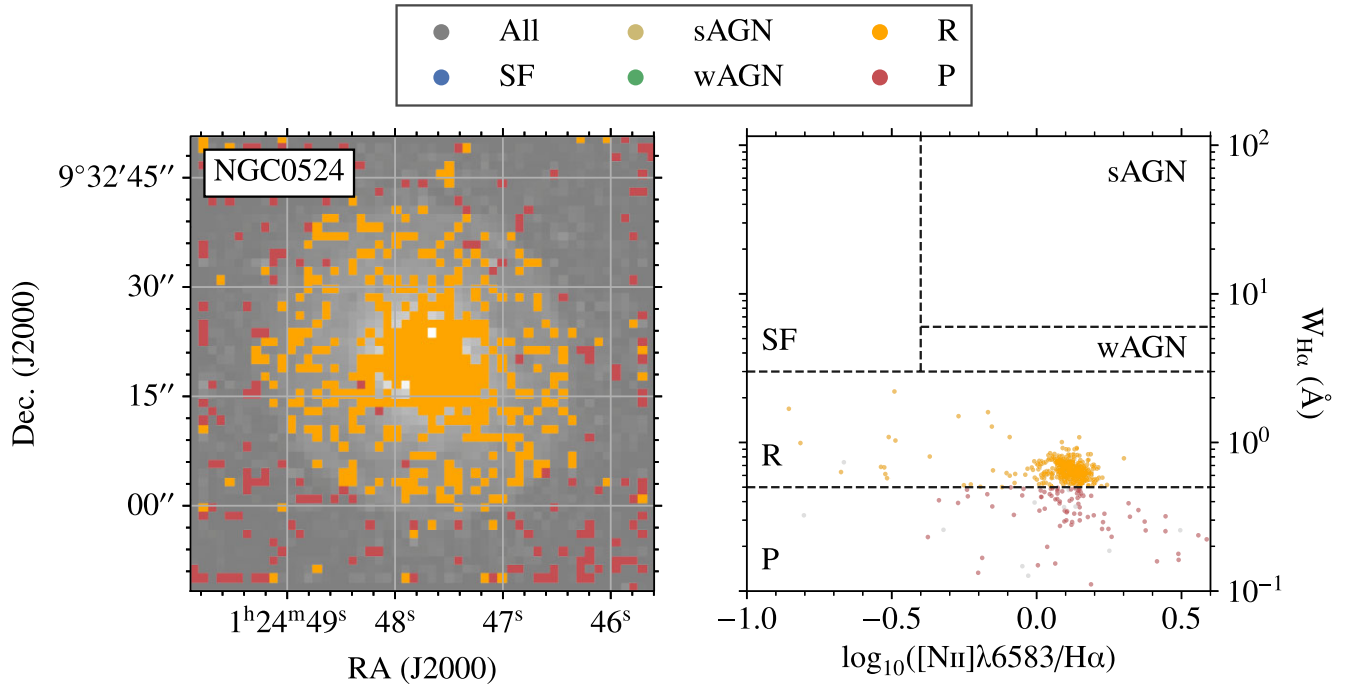 All sAGN R
SF wAGN P
NGC0524
9°32′45″
30″
15″
00″
1ʰ24ᵐ49ˢ 48ˢ 47ˢ 46ˢ
RA (J2000)
Dec. (J2000)
sAGN
wAGN
SF
R
P
10²
10¹
10⁰
10⁻¹
W_Hα (Å)
−1.0 −0.5 0.0 0.5
log₁₀([NII]λ6583/Hα)